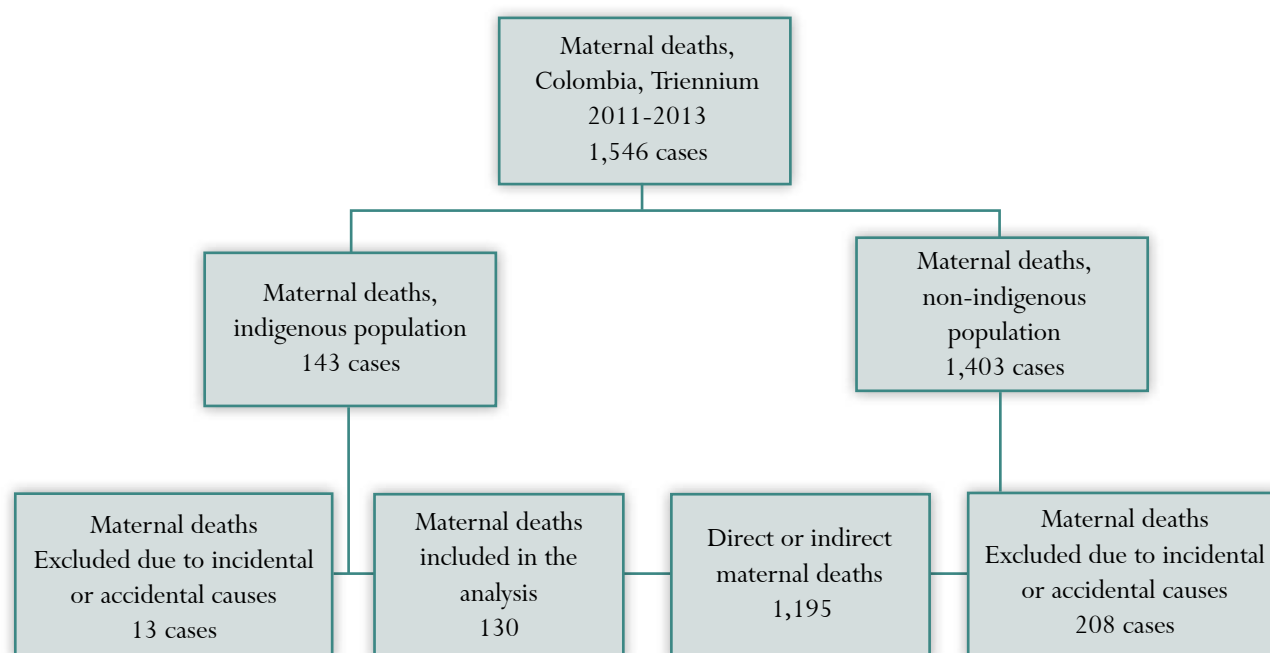 Maternal deaths,
Colombia, Triennium
2011-2013
1,546 cases
Maternal deaths,
indigenous population
143 cases
Maternal deaths,
non-indigenous
population
1,403 cases
Maternal deaths
Excluded due to incidental
or accidental causes
13 cases
Maternal deaths
included in the
analysis
130
Direct or indirect
maternal deaths
1,195
Maternal deaths
Excluded due to incidental
or accidental causes
208 cases